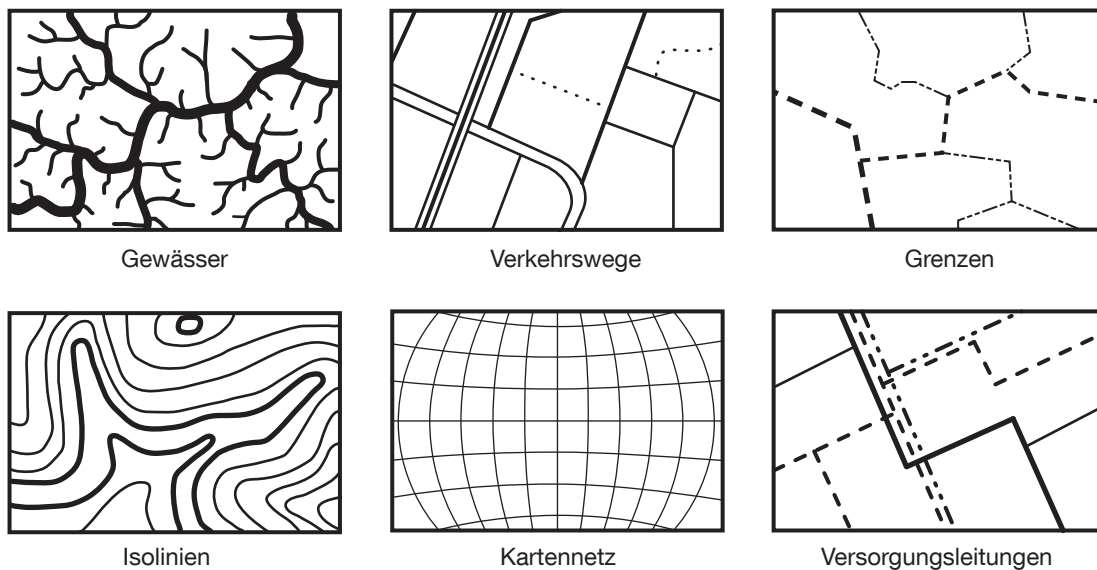 Gewässer
Verkehrswege
Grenzen
Isolinien
Kartennetz
Versorgungsleitungen